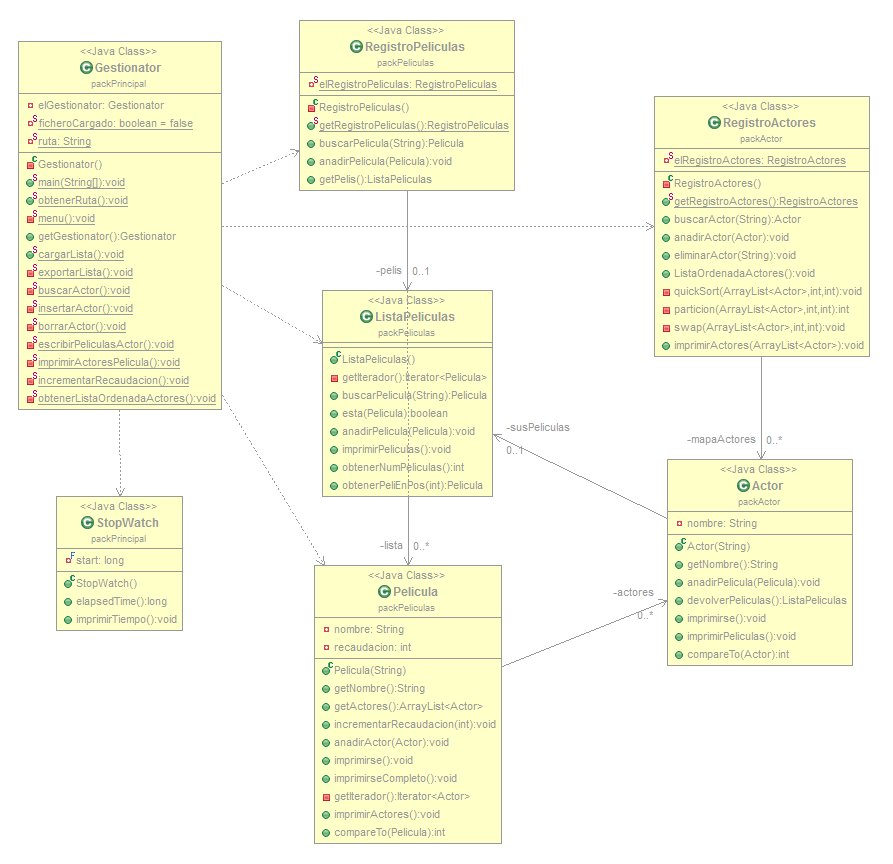 <<Java Class>>
Gestionator
packPrincipal
elGestionator: Gestionator
ficheroCargado: boolean = false
ruta: String
Gestionator()
main(String[]):void
obtenerRuta():void
menu():void
getGestionator():Gestionator
cargarLista():void
exportarLista():void
buscarActor():void
insertarActor():void
borrarActor():void
escribirPeliculasActor():void
imprimirActoresPelicula():void
incrementarRecaudacion():void
obtenerListaOrdenadaActores():void
<<Java Class>>
RegistroPeliculas
packPeliculas
elRegistroPeliculas: RegistroPeliculas
RegistroPeliculas()
getRegistroPeliculas():RegistroPeliculas
buscarPelicula(String):Pelicula
anadirPelicula(Pelicula):void
getPelis():ListaPeliculas
<<Java Class>>
RegistroActores
packActor
elRegistroActores: RegistroActores
RegistroActores()
getRegistroActores():RegistroActores
buscarActor(String):Actor
anadirActor(Actor):void
eliminarActor(String):void
ListaOrdenadaActores():void
quickSort(ArrayList<Actor>,int,int):void
particion(ArrayList<Actor>,int,int):int
swap(ArrayList<Actor>,int,int):void
imprimirActores(ArrayList<Actor>):void
-pelis 0..1
<<Java Class>>
ListaPeliculas
packPeliculas
ListaPeliculas()
getIterador():Iterator<Pelicula>
buscarPelicula(String):Pelicula
esta(Pelicula):boolean
anadirPelicula(Pelicula):void
imprimirPeliculas():void
obtenerNumPeliculas():int
obtenerPeliEnPos(int):Pelicula
-susPeliculas
0..1
-mapaActores 0..*
<<Java Class>>
Actor
packActor
nombre: String
Actor(String)
getNombre():String
anadirPelicula(Pelicula):void
devolverPeliculas():ListaPeliculas
imprimirse():void
imprimirPeliculas():void
compareTo(Actor):int
<<Java Class>>
StopWatch
packPrincipal
start: long
StopWatch()
elapsedTime():long
imprimirTiempo():void
-lista 0..*
<<Java Class>>
Pelicula
packPeliculas
nombre: String
recaudacion: int
Pelicula(String)
getNombre():String
getActores():ArrayList<Actor>
incrementarRecaudacion(int):void
anadirActor(Actor):void
imprimirse():void
imprimirseCompleto():void
getIterador():Iterator<Actor>
imprimirActores():void
compareTo(Pelicula):int
-actores
0..*